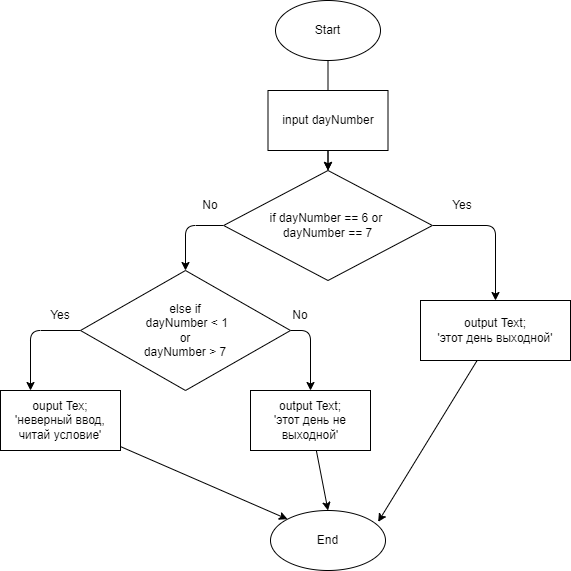 Start
input dayNumber
if dayNumber == 6 or
dayNumber == 7
No
Yes
else if
dayNumber < 1
or
dayNumber > 7
Yes
No
output Text;
'этот день выходной'
ouput Tex;
'неверный ввод,
читай условие'
output Text;
'этот день не
выходной'
End